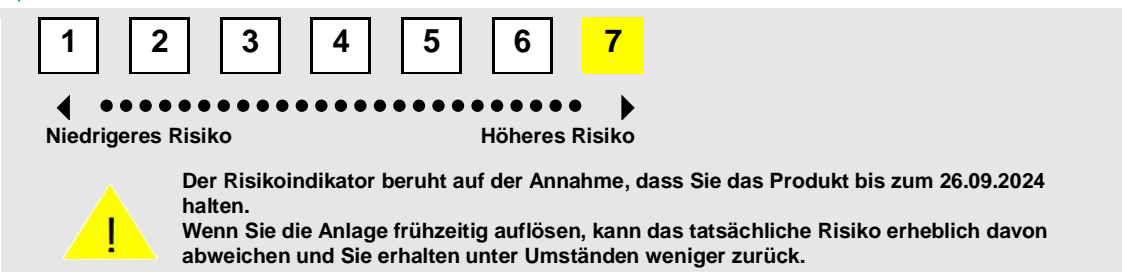 1 2 3 4 5 6 7
Niedrigeres Risiko Höheres Risiko
Der Risikoindikator beruht auf der Annahme, dass Sie das Produkt bis zum 26.09.2024
halten.
!
Wenn Sie die Anlage frühzeitig auflösen, kann das tatsächliche Risiko erheblich davon
abweichen und Sie erhalten unter Umständen weniger zurück.